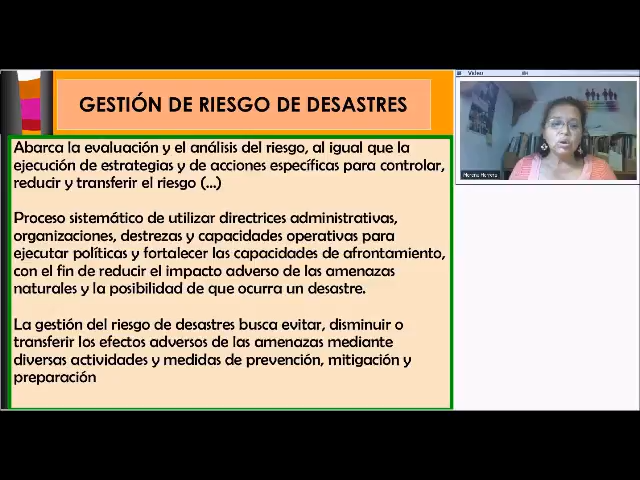 GESTIÓN DE RIESGO DE DESASTRES
Video
Morena Herrera
Abarca la evaluación y el análisis del riesgo, al igual que la
ejecución de estrategias y de acciones específicas para controlar,
reducir y transferir el riesgo (...)
Proceso sistemático de utilizar directrices administrativas,
organizaciones, destrezas y capacidades operativas para
ejecutar políticas y fortalecer las capacidades de afrontamiento,
con el fin de reducir el impacto adverso de las amenazas
naturales y la posibilidad de que ocurra un desastre.
La gestión del riesgo de desastres busca evitar, disminuir o
transferir los efectos adversos de las amenazas mediante
diversas actividades y medidas de prevención, mitigación y
preparación